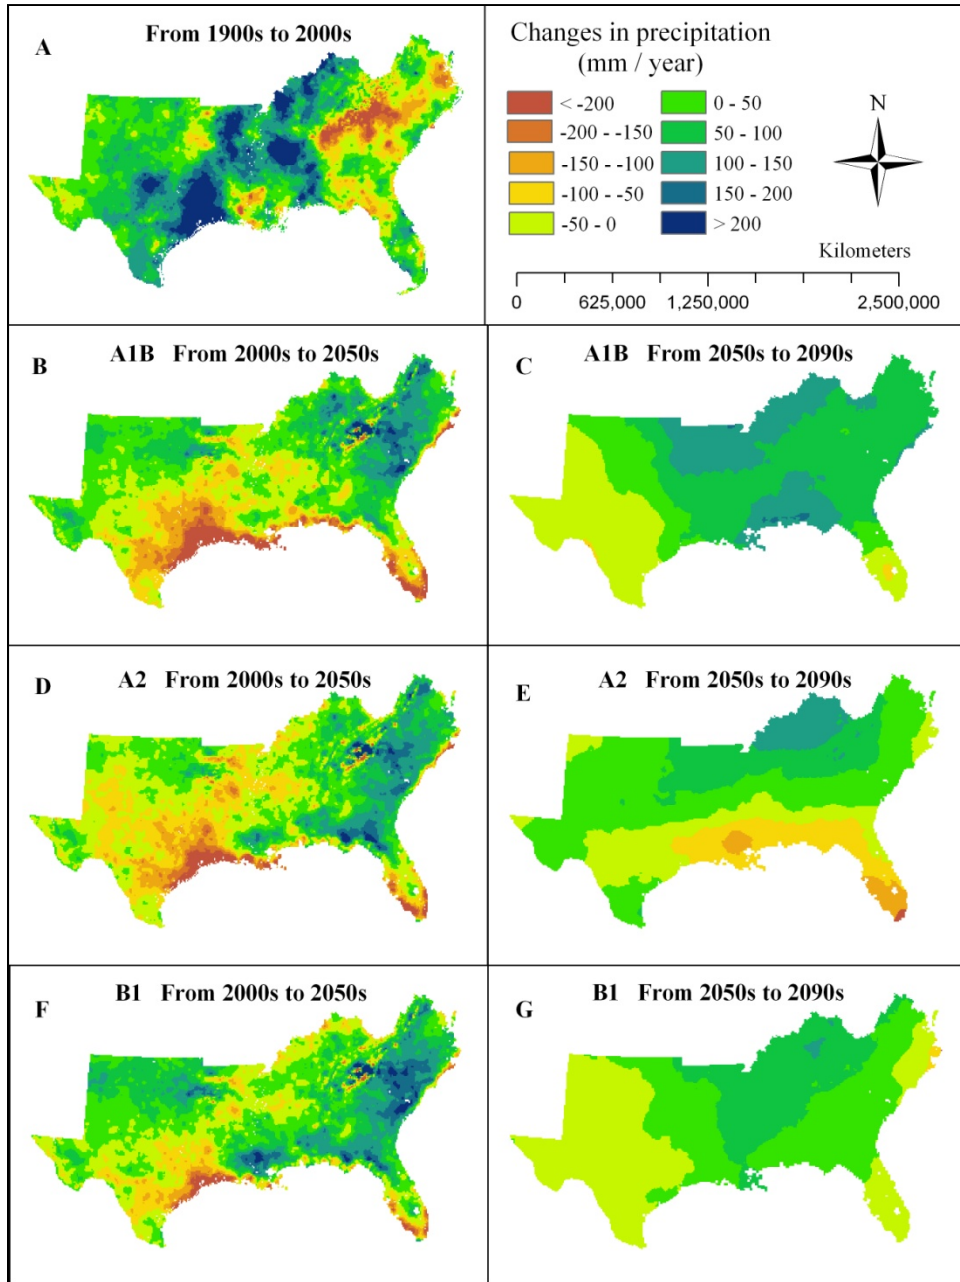 A From 1900s to 2000s
Changes in precipitation
(mm / year)
< -200
-200 - -150
-150 - -100
-100 - -50
-50 - 0
0 - 50
50 - 100
100 - 150
150 - 200
> 200
N
Kilometers
0 625,000 1,250,000 2,500,000
B A1B From 2000s to 2050s
C A1B From 2050s to 2090s
D A2 From 2000s to 2050s
E A2 From 2050s to 2090s
F B1 From 2000s to 2050s
G B1 From 2050s to 2090s